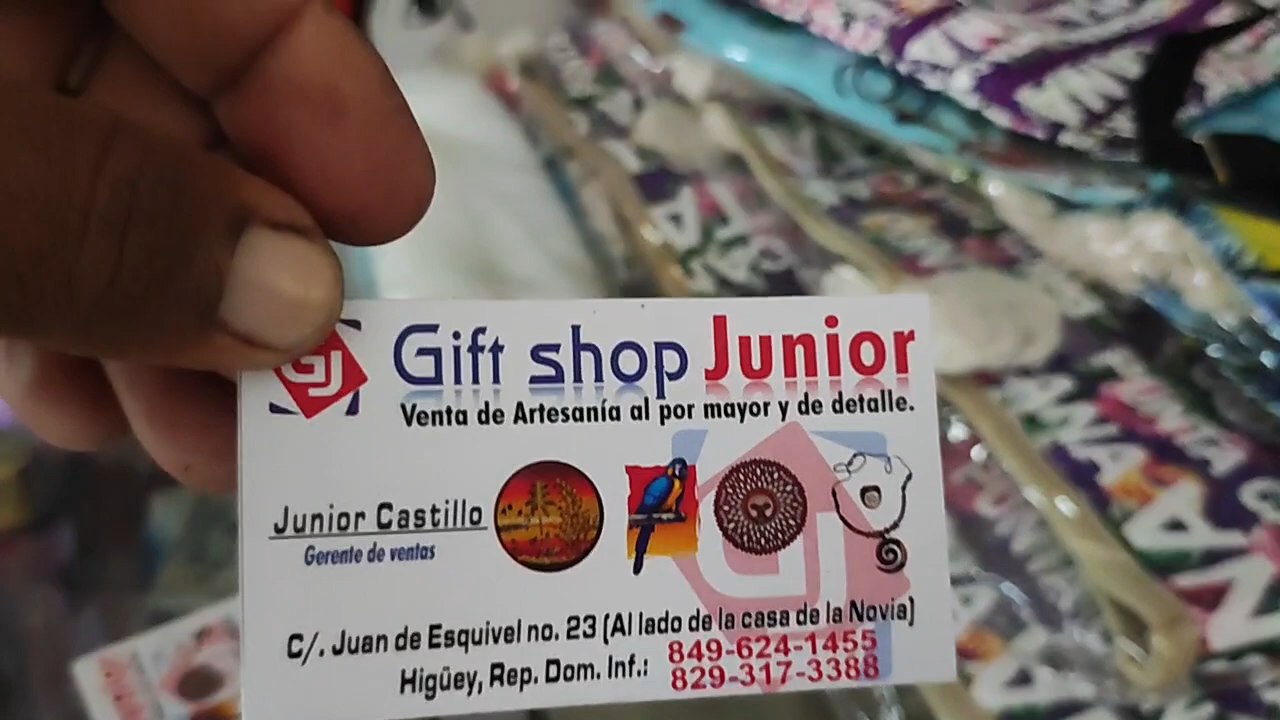 GJ
Gift shop Junior
Venta de Artesanía al por mayor y de detalle.
Junior Castillo
Gerente de ventas
C/. Juan de Esquivel no. 23 (Al lado de la casa de la Novia)
Higüey, Rep. Dom. Inf.: 849-624-1455
829-317-3388